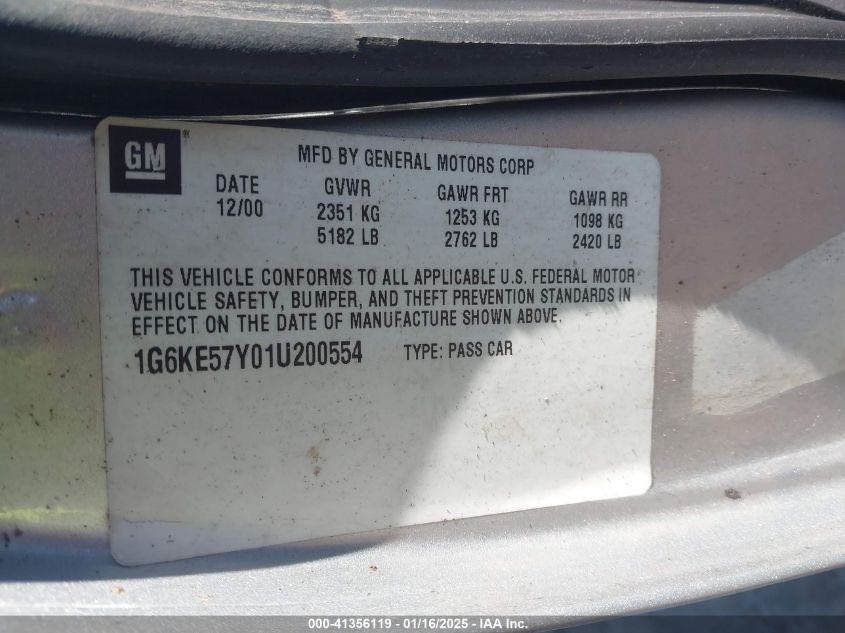 GM®
MFD BY GENERAL MOTORS CORP
DATE GVWR GAWR FRT GAWR RR
12/00 2351 KG 1253 KG 1098 KG
5182 LB 2762 LB 2420 LB
THIS VEHICLE CONFORMS TO ALL APPLICABLE U.S. FEDERAL MOTOR
VEHICLE SAFETY, BUMPER, AND THEFT PREVENTION STANDARDS IN
EFFECT ON THE DATE OF MANUFACTURE SHOWN ABOVE.
1G6KE57Y01U200554 TYPE: PASS CAR
000-41356119 - 01/16/2025 - IAA Inc.